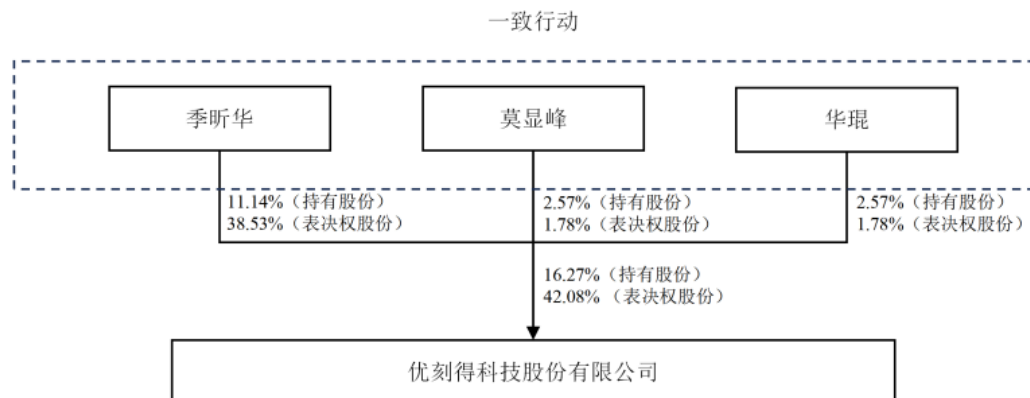 一致行动
季昕华
莫显峰
华琨
11.14%（持有股份）
38.53%（表决权股份）
2.57%（持有股份）
1.78%（表决权股份）
2.57%（持有股份）
1.78%（表决权股份）
16.27%（持有股份）
42.08% （表决权股份）
优刻得科技股份有限公司